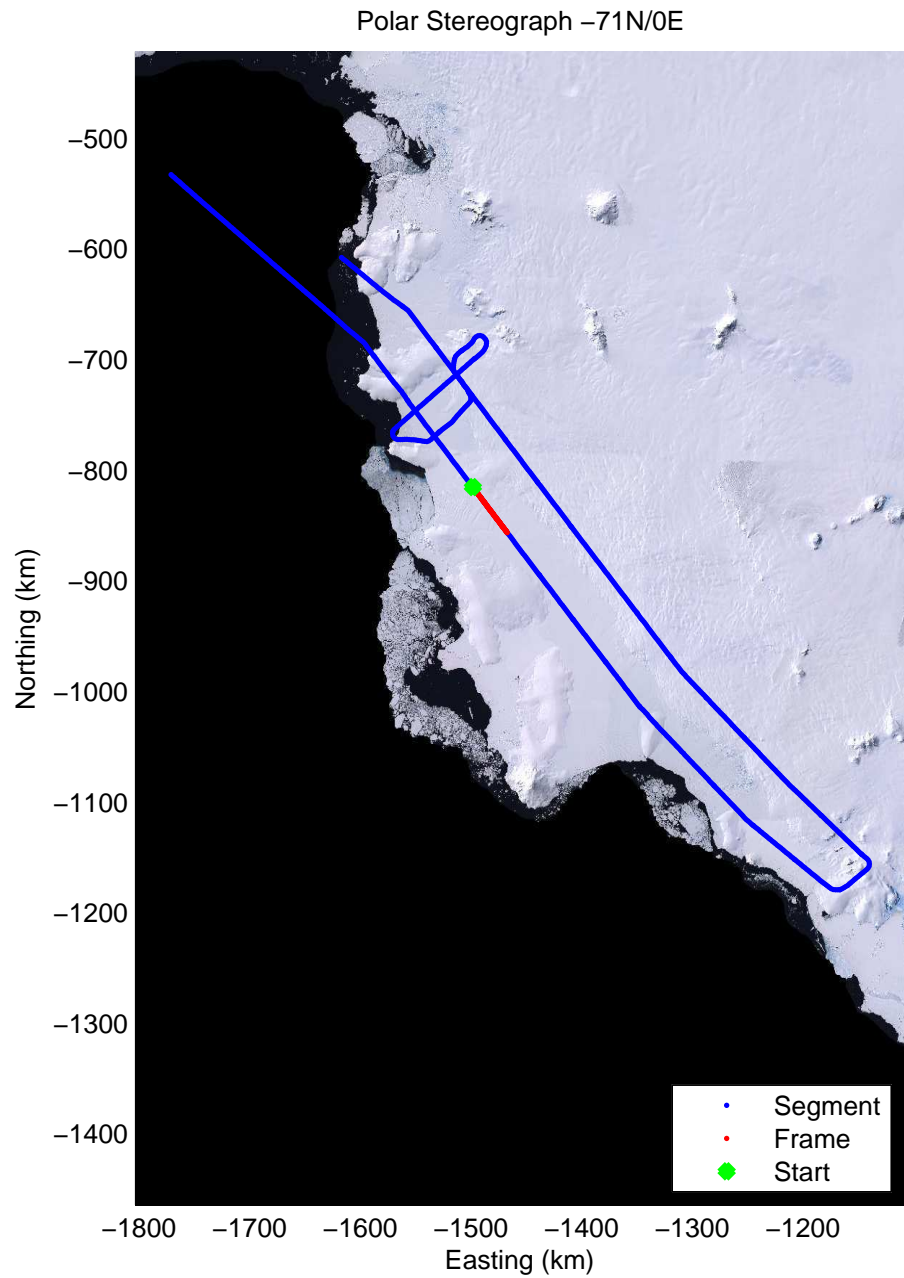 Polar Stereograph −71N/0E
−500
−600
−700
−800
−900
−1000
−1100
−1200
−1300
−1400
Northing (km)
Segment
Frame
Start
−1800 −1700 −1600 −1500 −1400 −1300 −1200
Easting (km)